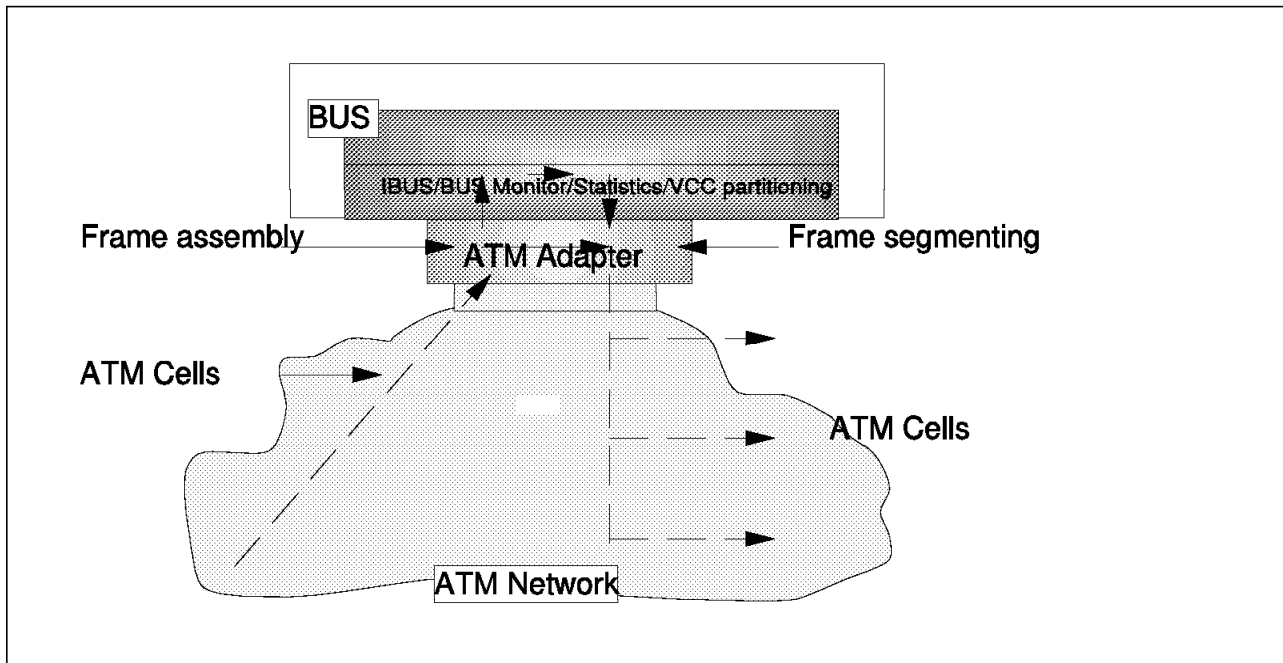 BUS
IBUS/BUS Monitor/Statistics/VCC partitioning
Frame assembly
Frame segmenting
ATM Adapter
ATM Cells
ATM Cells
ATM Network